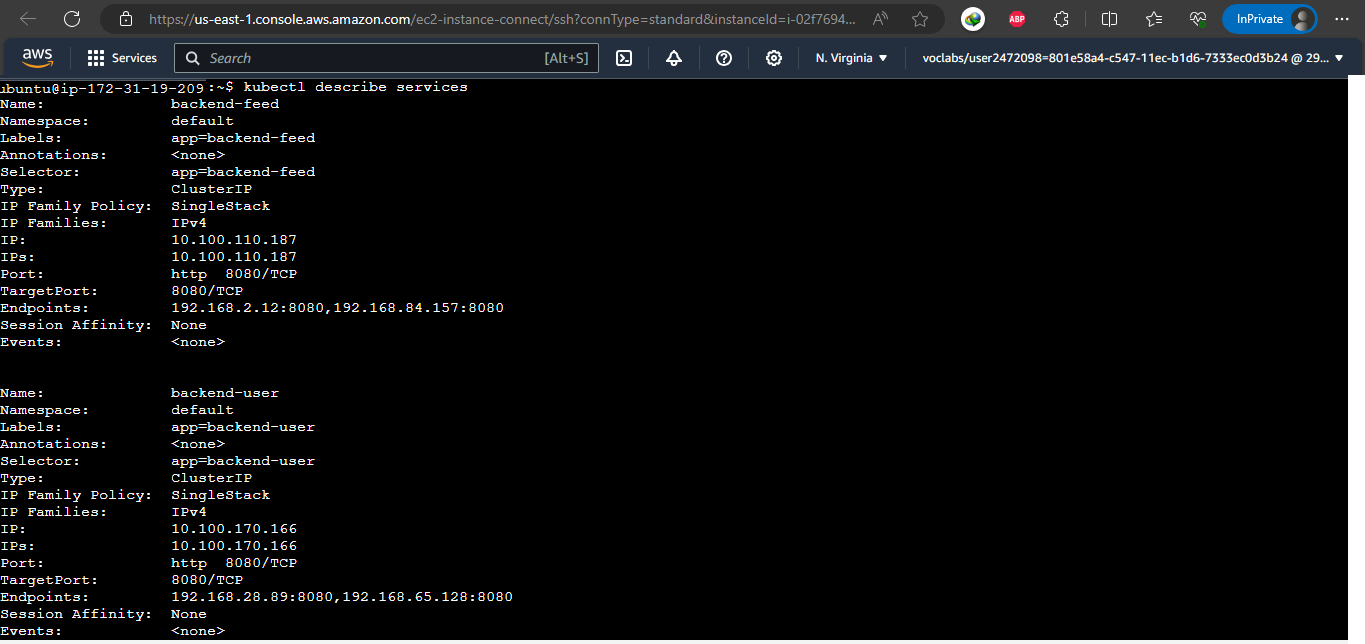 https://us-east-1.console.aws.amazon.com/ec2-instance-connect/ssh?connType=standard&instanceId=i-02f7694...
A
ABP
InPrivate
aws
Services
Search
[Alt+S]
N. Virginia
voclabs/user2472098=801e58a4-c547-11ec-b1d6-7333ec0d3b24 @ 29...
ubuntu@ip-172-31-19-209:~$ kubectl describe services
Name: backend-feed
Namespace: default
Labels: app=backend-feed
Annotations: <none>
Selector: app=backend-feed
Type: ClusterIP
IP Family Policy: SingleStack
IP Families: IPv4
IP: 10.100.110.187
IPs: 10.100.110.187
Port: http 8080/TCP
TargetPort: 8080/TCP
Endpoints: 192.168.2.12:8080,192.168.84.157:8080
Session Affinity: None
Events: <none>
Name: backend-user
Namespace: default
Labels: app=backend-user
Annotations: <none>
Selector: app=backend-user
Type: ClusterIP
IP Family Policy: SingleStack
IP Families: IPv4
IP: 10.100.170.166
IPs: 10.100.170.166
Port: http 8080/TCP
TargetPort: 8080/TCP
Endpoints: 192.168.28.89:8080,192.168.65.128:8080
Session Affinity: None
Events: <none>